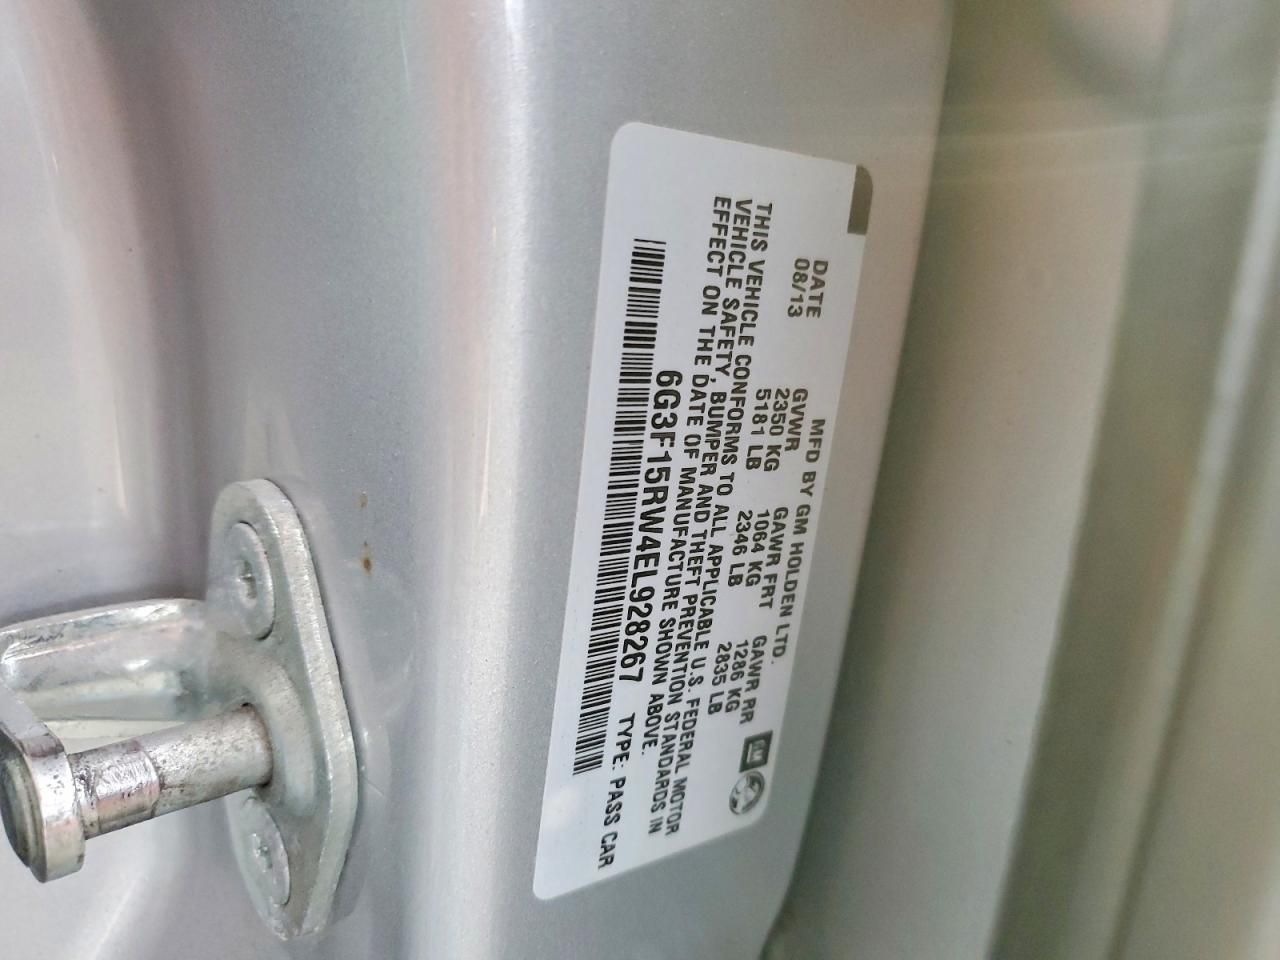 MFD BY GM HOLDEN LTD.
DATE GVWR GAWR FRT GAWR RR
08/13 2350 KG 1064 KG 1286 KG
5181 LB 2346 LB 2835 LB
THIS VEHICLE CONFORMS TO ALL APPLICABLE U.S. FEDERAL MOTOR
VEHICLE SAFETY, BUMPER AND THEFT PREVENTION STANDARDS IN
EFFECT ON THE DATE OF MANUFACTURE SHOWN ABOVE.
6G3F15RW4EL928267 TYPE: PASS CAR
GM